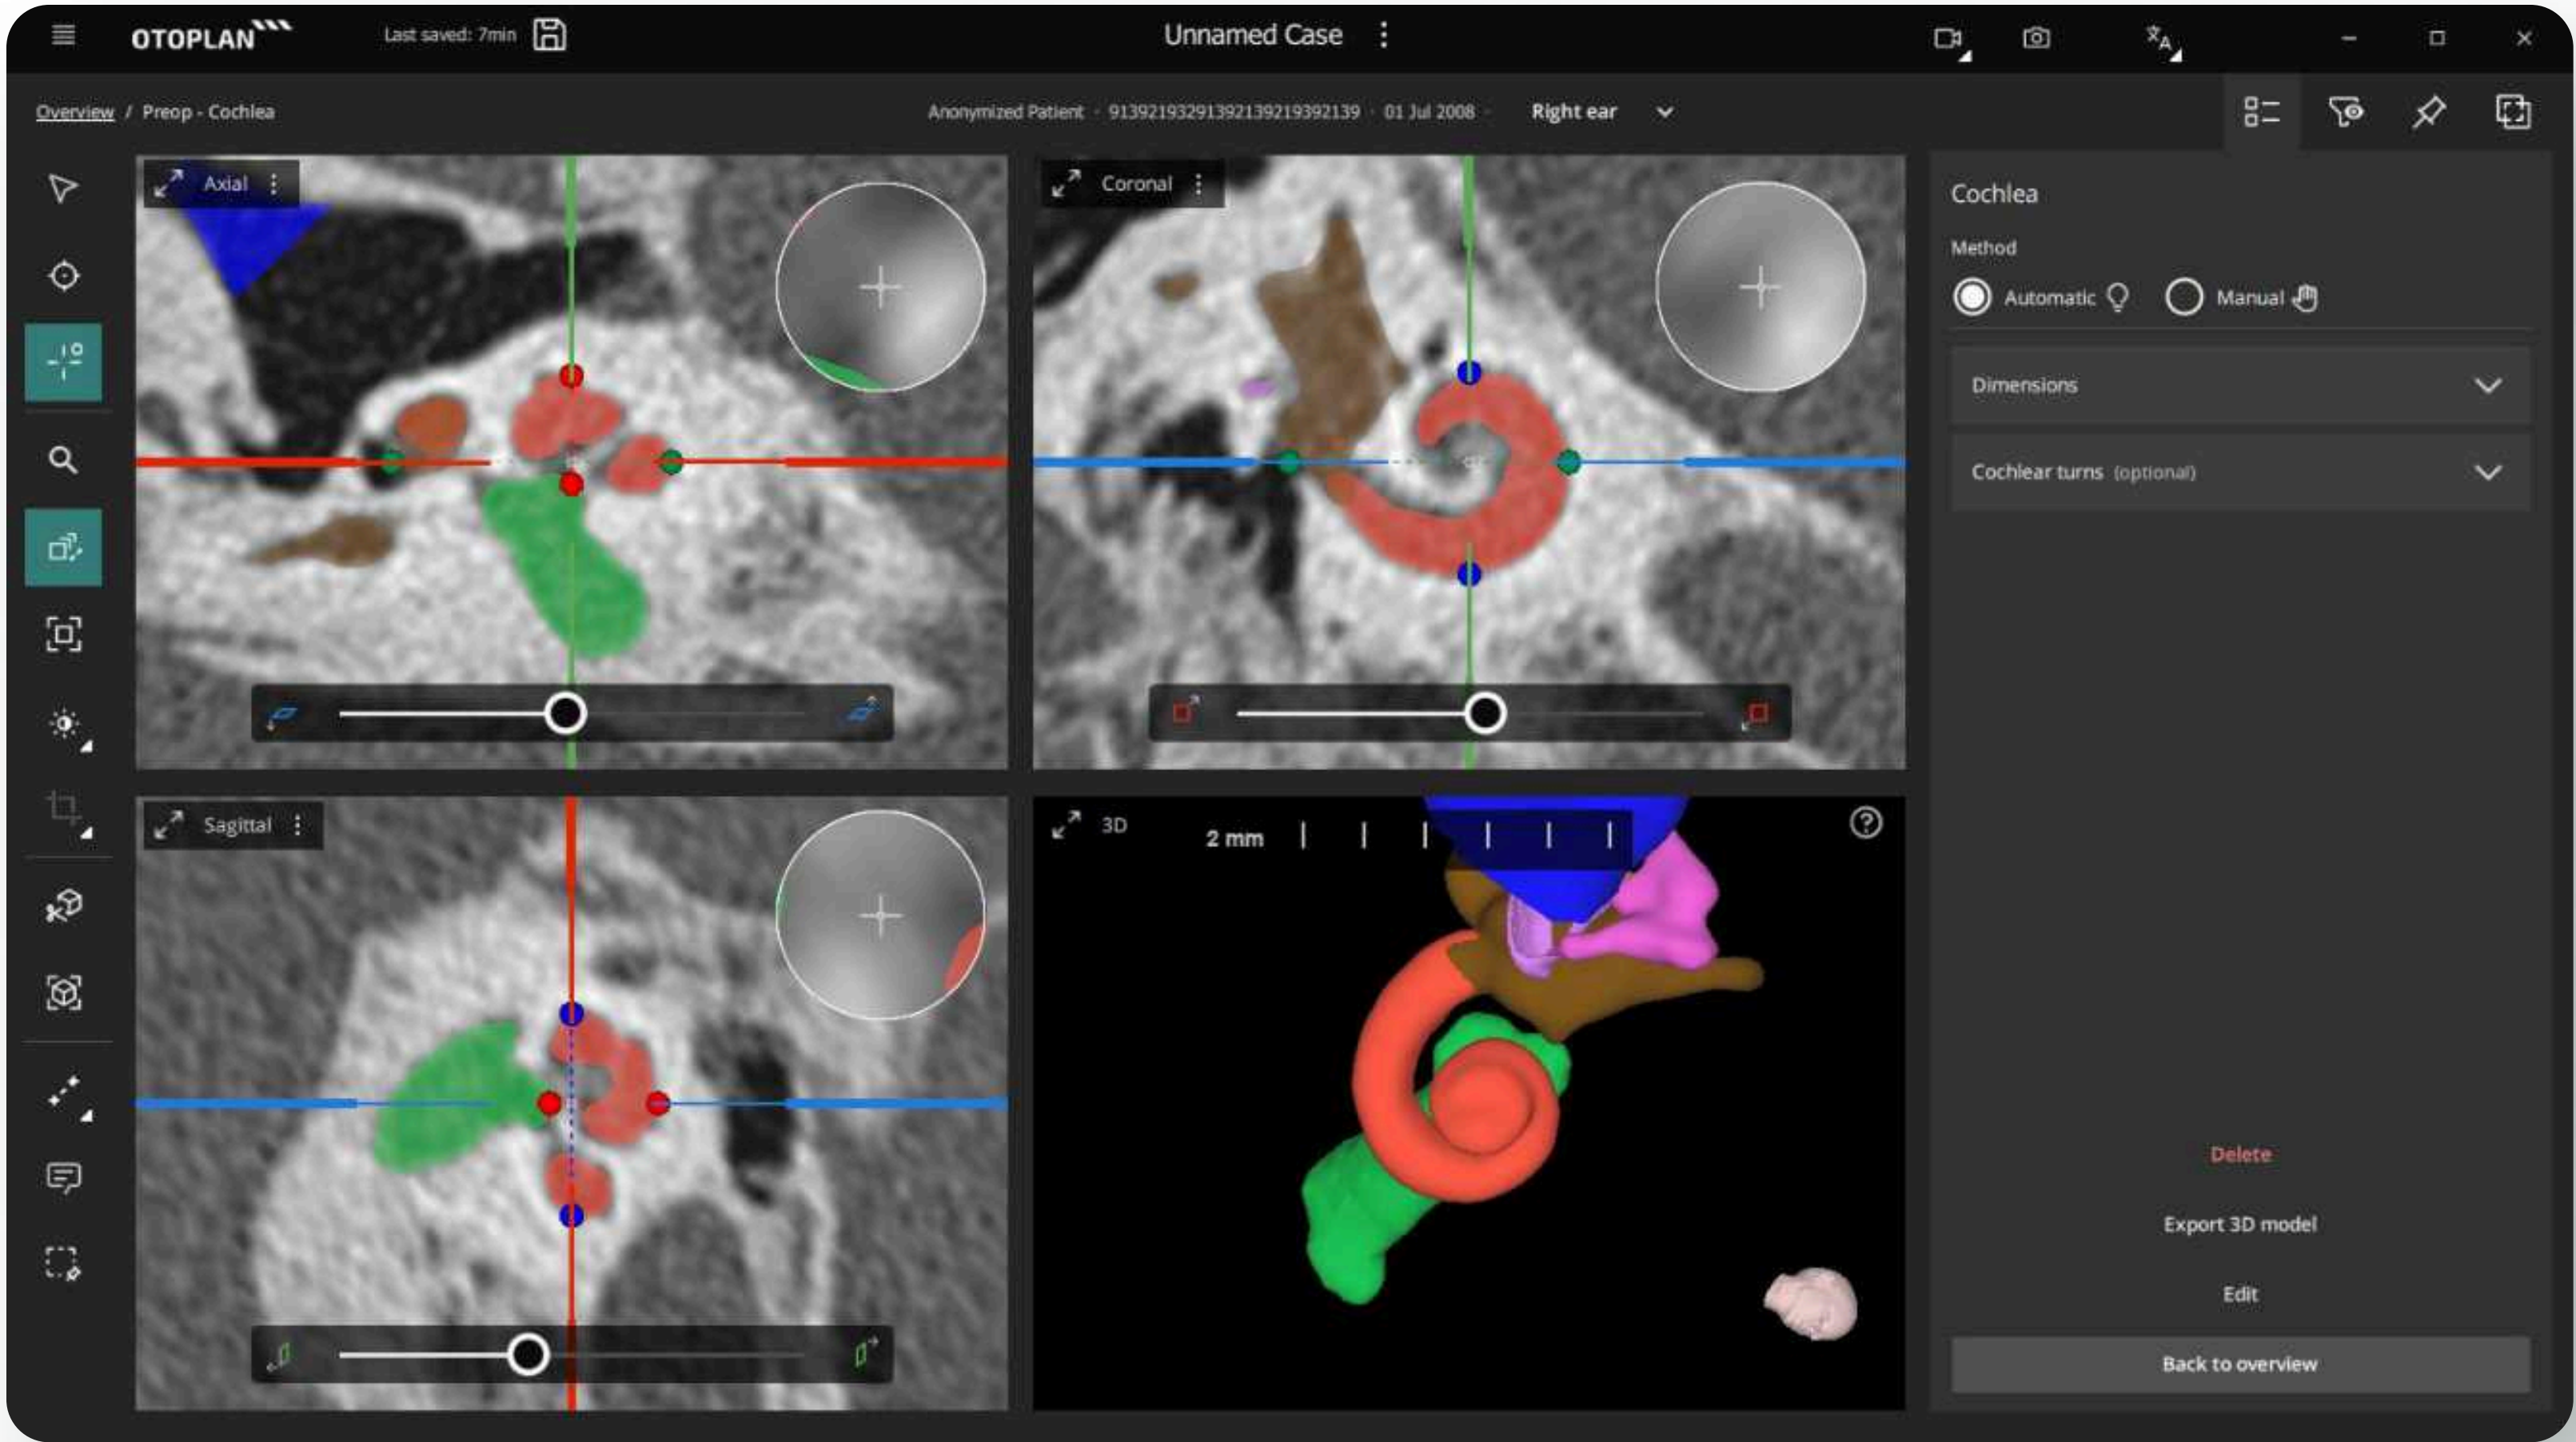 OTOPLAN
Last saved: 7min
Unnamed Case
Overview / Preop - Cochlea
Anonymized Patient · 913921932913921392193921​39 · 01 Jul 2008 ·
Right ear
Axial
Coronal
Sagittal
3D
2 mm
Cochlea
Method
Automatic
Manual
Dimensions
Cochlear turns (optional)
Delete
Export 3D model
Edit
Back to overview